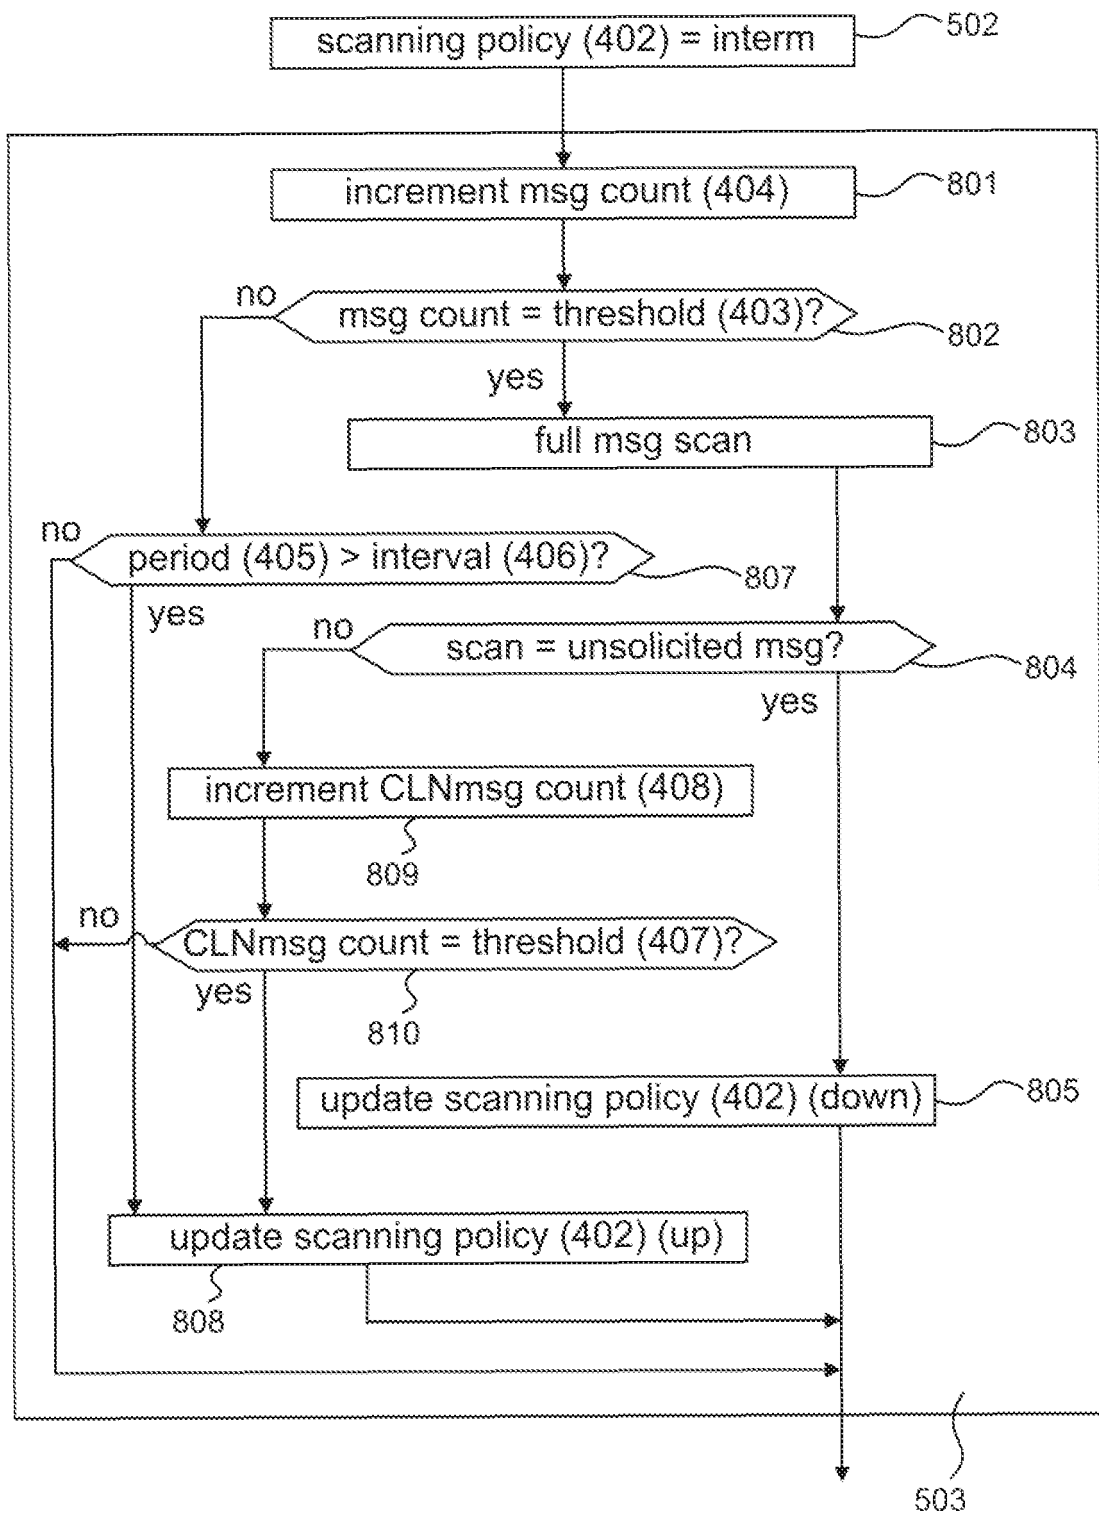 scanning policy (402) = interm
502
increment msg count (404)
801
no
msg count = threshold (403)?
802
yes
full msg scan
803
no
period (405) > interval (406)?
807
yes
no
scan = unsolicited msg?
804
yes
increment CLNmsg count (408)
809
no
CLNmsg count = threshold (407)?
yes
810
update scanning policy (402) (down)
805
update scanning policy (402) (up)
808
503